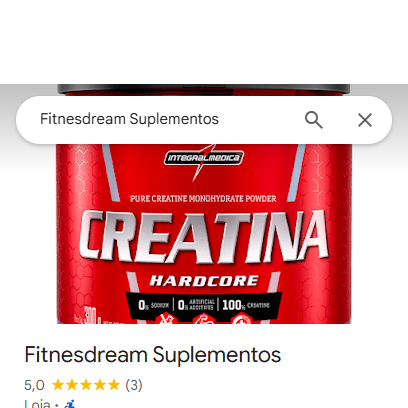 Fitnesdream Suplementos
INTEGRALMEDICA
PURE CREATINE MONOHYDRATE POWDER
CREATINA
HARDCORE
0% SODIUM 0% ARTIFICIAL ADDITIVES 100% CREATINE
Fitnesdream Suplementos
5,0 (3)
Loja ·